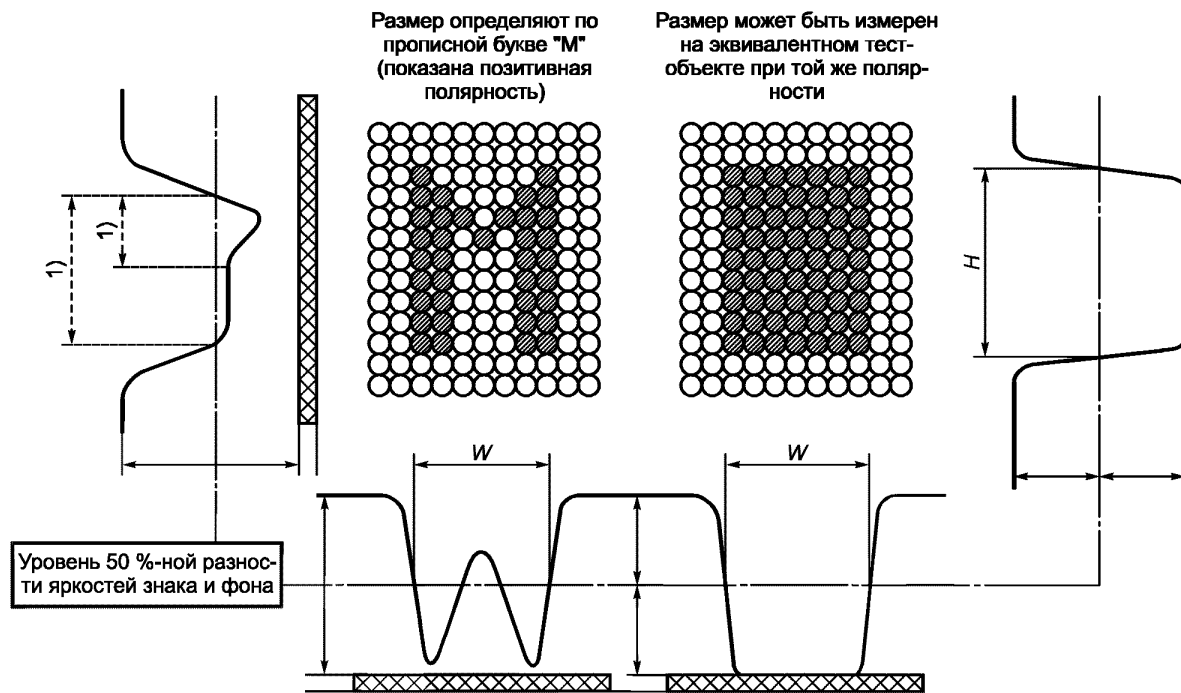 Размер определяют по
прописной букве "М"
(показана позитивная
полярность)
Размер может быть измерен
на эквивалентном тест-
объекте при той же поляр-
ности
1)
1)
H
W
W
Уровень 50 %-ной разнос-
ти яркостей знака и фона